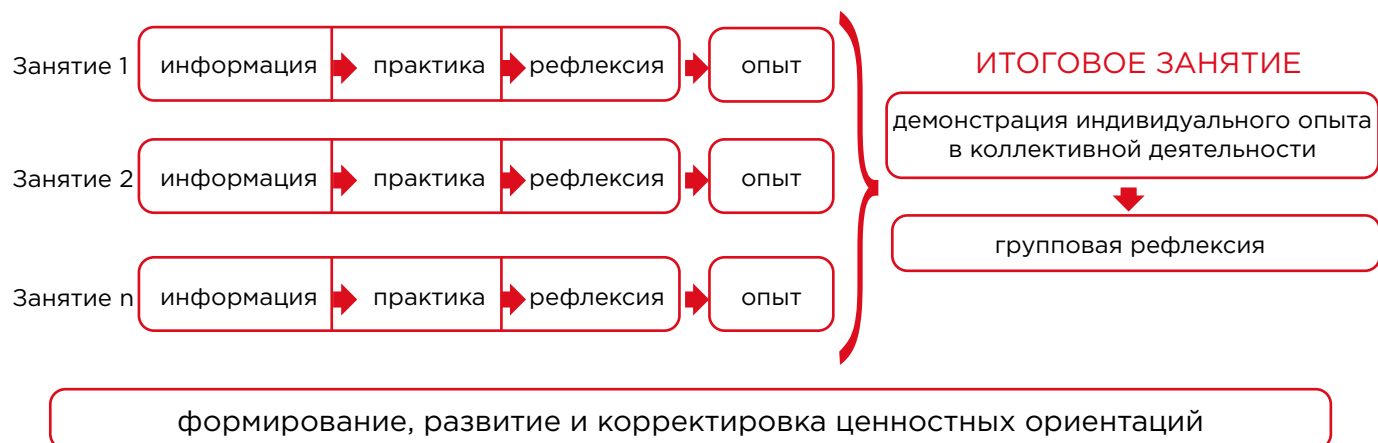 Занятие 1 информация практика рефлексия опыт
Занятие 2 информация практика рефлексия опыт
Занятие n информация практика рефлексия опыт
ИТОГОВОЕ ЗАНЯТИЕ
демонстрация индивидуального опыта
в коллективной деятельности
групповая рефлексия
формирование, развитие и корректировка ценностных ориентаций